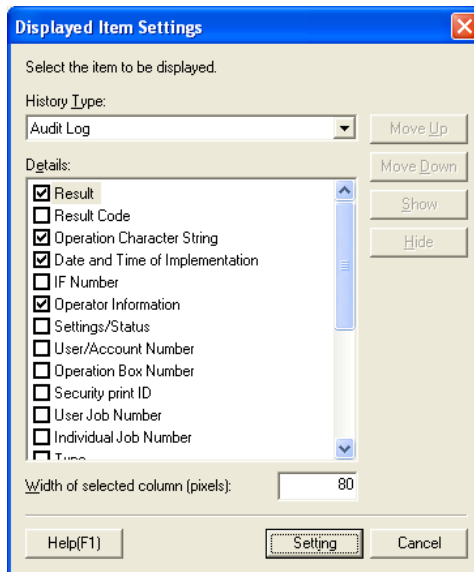 Displayed Item Settings
Select the item to be displayed.
History Type:
Audit Log
Move Up
Details:
Move Down
Result
Result Code
Show
Operation Character String
Hide
Date and Time of Implementation
IF Number
Operator Information
Settings/Status
User/Account Number
Operation Box Number
Security print ID
User Job Number
Individual Job Number
Type
Width of selected column (pixels): 80
Help(F1) Setting Cancel